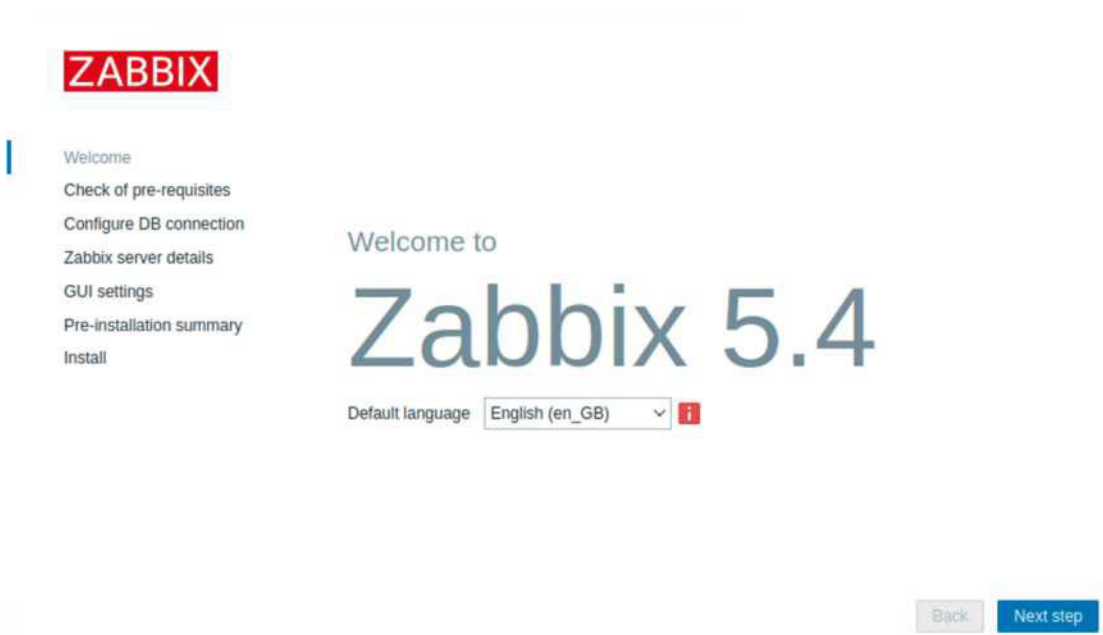 ZABBIX
Welcome
Check of pre-requisites
Configure DB connection
Zabbix server details
GUI settings
Pre-installation summary
Install
Welcome to
Zabbix 5.4
Default language English (en_GB) i
Back Next step